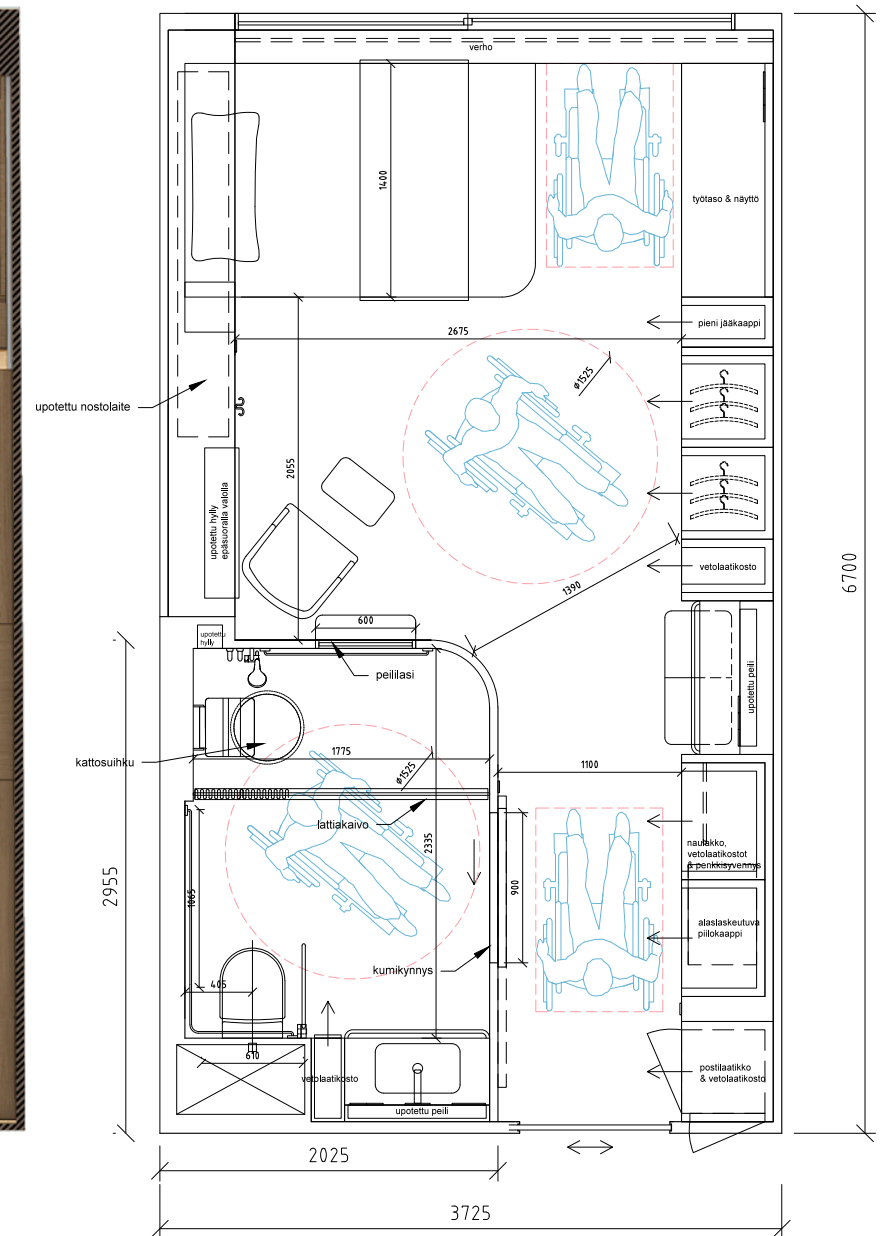 verho
1400
työtaso & näyttö
pieni jääkaappi
2675
ø1525
upotettu nostolaite
2055
upotettu hylly
epäsuoralla valolla
vetolaatikosto
1390
6700
600
upotettu
hylly
peililasi
upotettu peili
kattosuihku
1775
1100
ø1525
lattiakaivo
2335
naulakko,
vetolaatikostot
& penkkisyvennys
2955
1065
900
alaslaskeutuva
piilokaappi
kumikynnys
405
610
vetolaatikosto
postilaatikko
& vetolaatikosto
upotettu peili
2025
3725